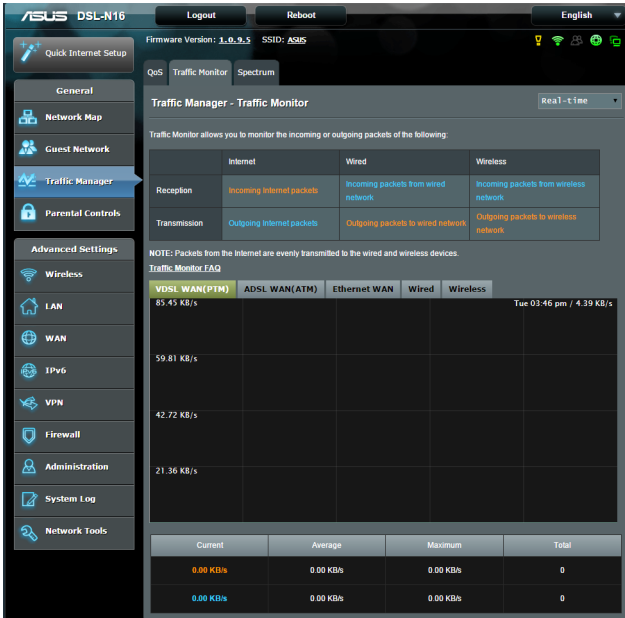 ASUS DSL-N16 Logout Reboot English
Quick Internet Setup
Firmware Version: 1.0.9.5 SSID: ASUS
QoS Traffic Monitor Spectrum
General
Network Map
Guest Network
Traffic Manager
Parental Controls
Advanced Settings
Wireless
LAN
WAN
IPv6
VPN
Firewall
Administration
System Log
Network Tools
Traffic Manager - Traffic Monitor
Real-time
Traffic Monitor allows you to monitor the incoming or outgoing packets of the following:
Internet Wired Wireless
Reception Incoming Internet packets Incoming packets from wired network Incoming packets from wireless network
Transmission Outgoing Internet packets Outgoing packets to wired network Outgoing packets to wireless network
NOTE: Packets from the Internet are evenly transmitted to the wired and wireless devices.
Traffic Monitor FAQ
VDSL WAN(PTM) ADSL WAN(ATM) Ethernet WAN Wired Wireless
85.45 KB/s Tue 03:46 pm / 4.39 KB/s
59.81 KB/s
42.72 KB/s
21.36 KB/s
Current Average Maximum Total
0.00 KB/s 0.00 KB/s 0.00 KB/s 0
0.00 KB/s 0.00 KB/s 0.00 KB/s 0